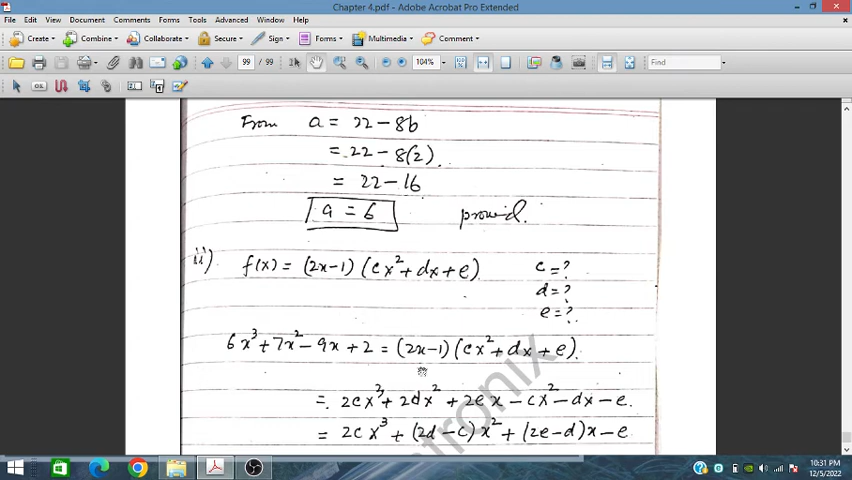 Chapter 4.pdf - Adobe Acrobat Pro Extended
File Edit View Document Comments Forms Tools Advanced Window Help
Create Combine Collaborate Secure Sign Forms Multimedia Comment
99 / 99 104% Find
From a = 22 - 8b
= 22 - 8(2)
= 22 - 16
a = 6 proved.
ii) f(x) = (2x-1) (cx² + dx + e) c = ?
d = ?
e = ?
6x³ + 7x² - 9x + 2 = (2x-1) (cx² + dx + e)
= 2cx³ + 2dx² + 2ex - cx² - dx - e.
= 2cx³ + (2d - c)x² + (2e - d)x - e
10:31 PM
12/5/2022